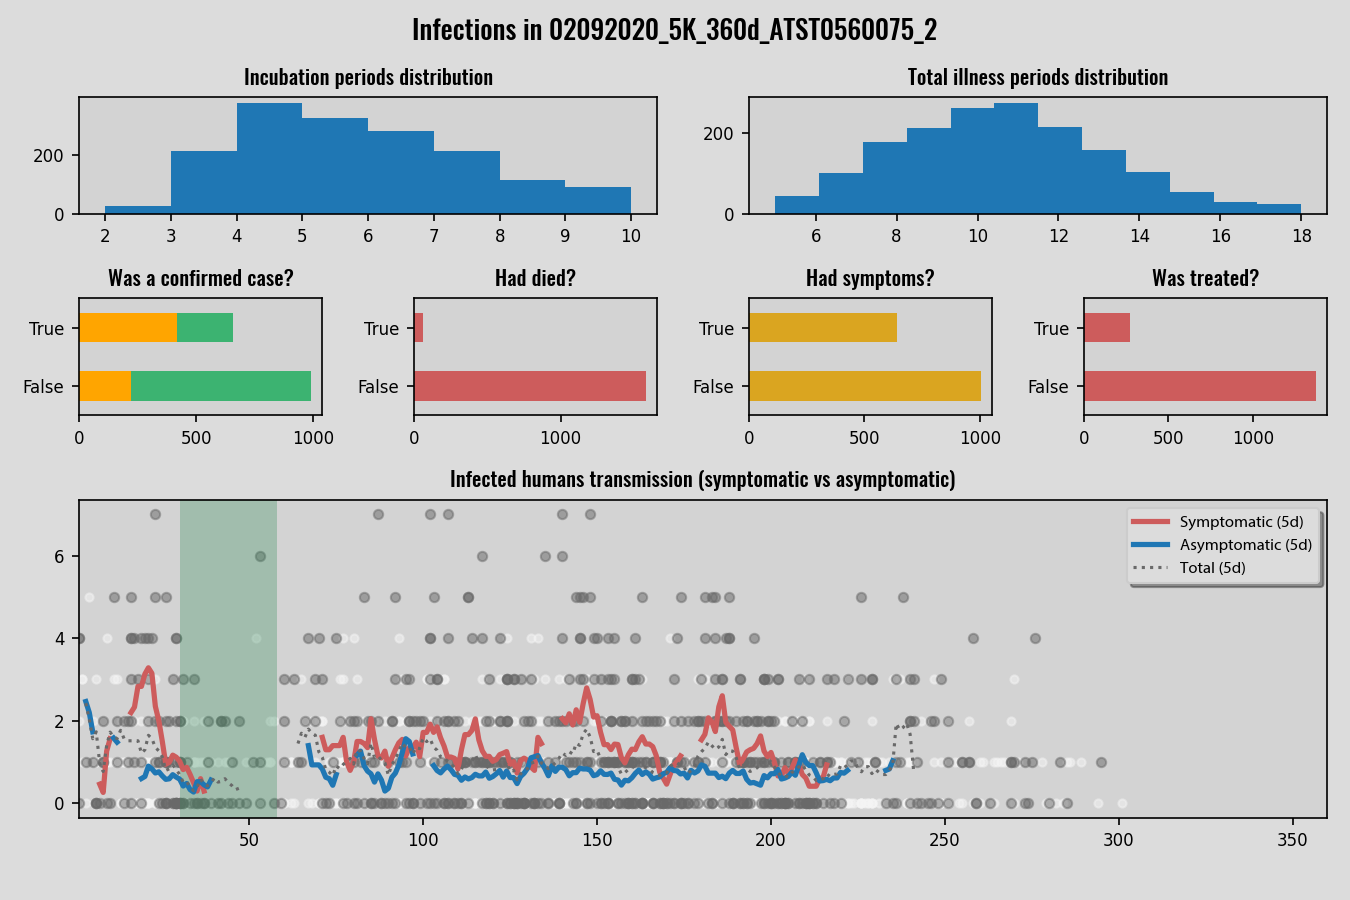 Infections in 02092020_5K_360d_ATST0560075_2
Incubation periods distribution
Total illness periods distribution
200
0
2 3 4 5 6 7 8 9 10
200
0
6 8 10 12 14 16 18
Was a confirmed case?
Had died?
Had symptoms?
Was treated?
True
False
0 500 1000
True
False
0 1000
True
False
0 500 1000
True
False
0 500 1000
Infected humans transmission (symptomatic vs asymptomatic)
Symptomatic (5d)
Asymptomatic (5d)
Total (5d)
6
4
2
0
50 100 150 200 250 300 350